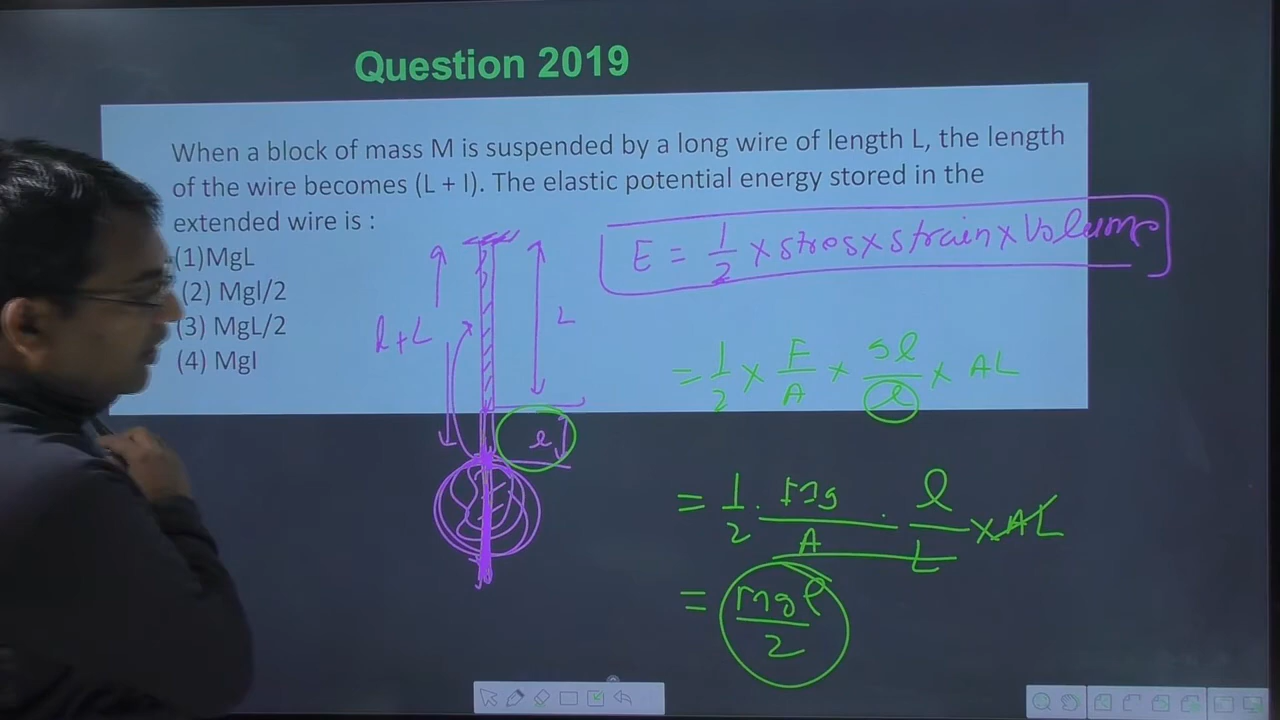 Question 2019
When a block of mass M is suspended by a long wire of length L, the length
of the wire becomes (L + l). The elastic potential energy stored in the
extended wire is :
(1)MgL
(2) Mgl/2
(3) MgL/2
(4) Mgl
l+L
L
l
E = 1/2 × stres × strain × Volume
= 1/2 × F/A × Sl/l × AL
= 1/2 . mg/A . l/L × AL
= mgl/2